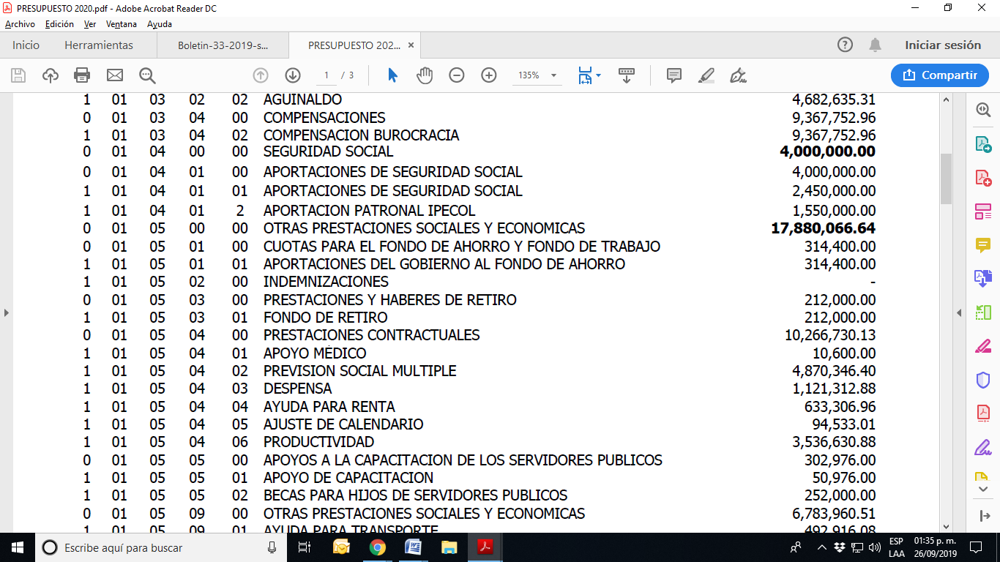 PRESUPUESTO 2020.pdf - Adobe Acrobat Reader DC
Archivo Edición Ver Ventana Ayuda
Inicio Herramientas Boletin-33-2019-s... PRESUPUESTO 202... × Iniciar sesión
1 / 3 135% Compartir
1 01 03 02 02 AGUINALDO 4,682,635.31
0 01 03 04 00 COMPENSACIONES 9,367,752.96
1 01 03 04 02 COMPENSACION BUROCRACIA 9,367,752.96
0 01 04 00 00 SEGURIDAD SOCIAL 4,000,000.00
0 01 04 01 00 APORTACIONES DE SEGURIDAD SOCIAL 4,000,000.00
1 01 04 01 01 APORTACIONES DE SEGURIDAD SOCIAL 2,450,000.00
1 01 04 01 2 APORTACION PATRONAL IPECOL 1,550,000.00
0 01 05 00 00 OTRAS PRESTACIONES SOCIALES Y ECONOMICAS 17,880,066.64
0 01 05 01 00 CUOTAS PARA EL FONDO DE AHORRO Y FONDO DE TRABAJO 314,400.00
1 01 05 01 01 APORTACIONES DEL GOBIERNO AL FONDO DE AHORRO 314,400.00
1 01 05 02 00 INDEMNIZACIONES -
0 01 05 03 00 PRESTACIONES Y HABERES DE RETIRO 212,000.00
1 01 05 03 01 FONDO DE RETIRO 212,000.00
0 01 05 04 00 PRESTACIONES CONTRACTUALES 10,266,730.13
1 01 05 04 01 APOYO MÉDICO 10,600.00
1 01 05 04 02 PREVISION SOCIAL MULTIPLE 4,870,346.40
1 01 05 04 03 DESPENSA 1,121,312.88
1 01 05 04 04 AYUDA PARA RENTA 633,306.96
1 01 05 04 05 AJUSTE DE CALENDARIO 94,533.01
1 01 05 04 06 PRODUCTIVIDAD 3,536,630.88
0 01 05 05 00 APOYOS A LA CAPACITACION DE LOS SERVIDORES PUBLICOS 302,976.00
1 01 05 05 01 APOYO DE CAPACITACION 50,976.00
1 01 05 05 02 BECAS PARA HIJOS DE SERVIDORES PUBLICOS 252,000.00
0 01 05 09 00 OTRAS PRESTACIONES SOCIALES Y ECONOMICAS 6,783,960.51
1 01 05 09 01 AYUDA PARA TRANSPORTE 492,916.08
Escribe aquí para buscar ESP 01:35 p. m.
LAA 26/09/2019